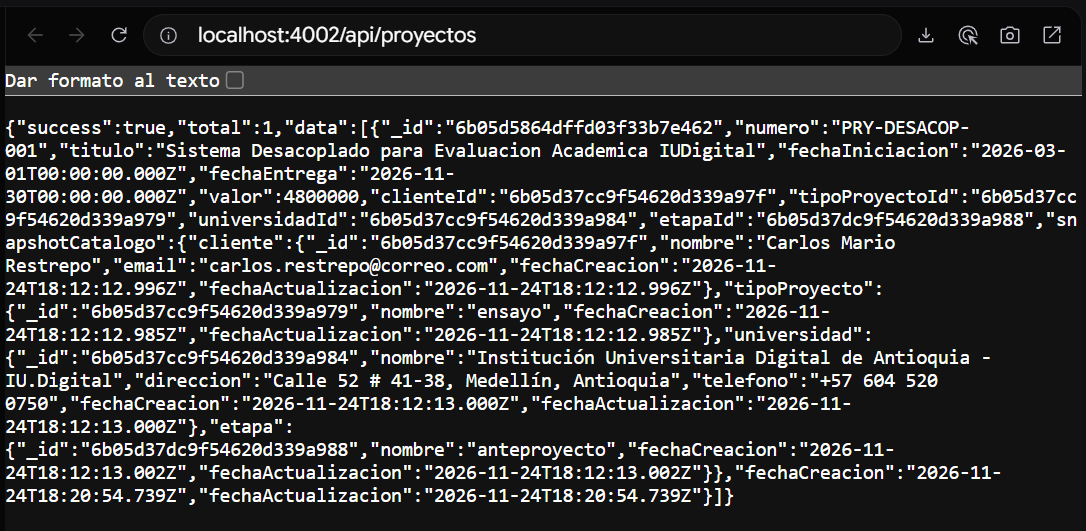 localhost:4002/api/proyectos
Dar formato al texto
{"success":true,"total":1,"data":[{"_id":"6b05d5864dffd03f33b7e462","numero":"PRY-DESACOP-
001","titulo":"Sistema Desacoplado para Evaluacion Academica IUDigital","fechaIniciacion":"2026-03-
01T00:00:00.000Z","fechaEntrega":"2026-11-
30T00:00:00.000Z","valor":4800000,"clienteId":"6b05d37cc9f54620d339a97f","tipoProyectoId":"6b05d37cc
9f54620d339a979","universidadId":"6b05d37cc9f54620d339a984","etapaId":"6b05d37dc9f54620d339a988","sn
apshotCatalogo":{"cliente":{"_id":"6b05d37cc9f54620d339a97f","nombre":"Carlos Mario
Restrepo","email":"carlos.restrepo@correo.com","fechaCreacion":"2026-11-
24T18:12:12.996Z","fechaActualizacion":"2026-11-24T18:12:12.996Z"},"tipoProyecto":
{"_id":"6b05d37cc9f54620d339a979","nombre":"ensayo","fechaCreacion":"2026-11-
24T18:12:12.985Z","fechaActualizacion":"2026-11-24T18:12:12.985Z"},"universidad":
{"_id":"6b05d37cc9f54620d339a984","nombre":"Institución Universitaria Digital de Antioquia -
IU.Digital","direccion":"Calle 52 # 41-38, Medellín, Antioquia","telefono":"+57 604 520
0750","fechaCreacion":"2026-11-24T18:12:13.000Z","fechaActualizacion":"2026-11-
24T18:12:13.000Z"},"etapa":
{"_id":"6b05d37dc9f54620d339a988","nombre":"anteproyecto","fechaCreacion":"2026-11-
24T18:12:13.002Z","fechaActualizacion":"2026-11-24T18:12:13.002Z"}},"fechaCreacion":"2026-11-
24T18:20:54.739Z","fechaActualizacion":"2026-11-24T18:20:54.739Z"}]}